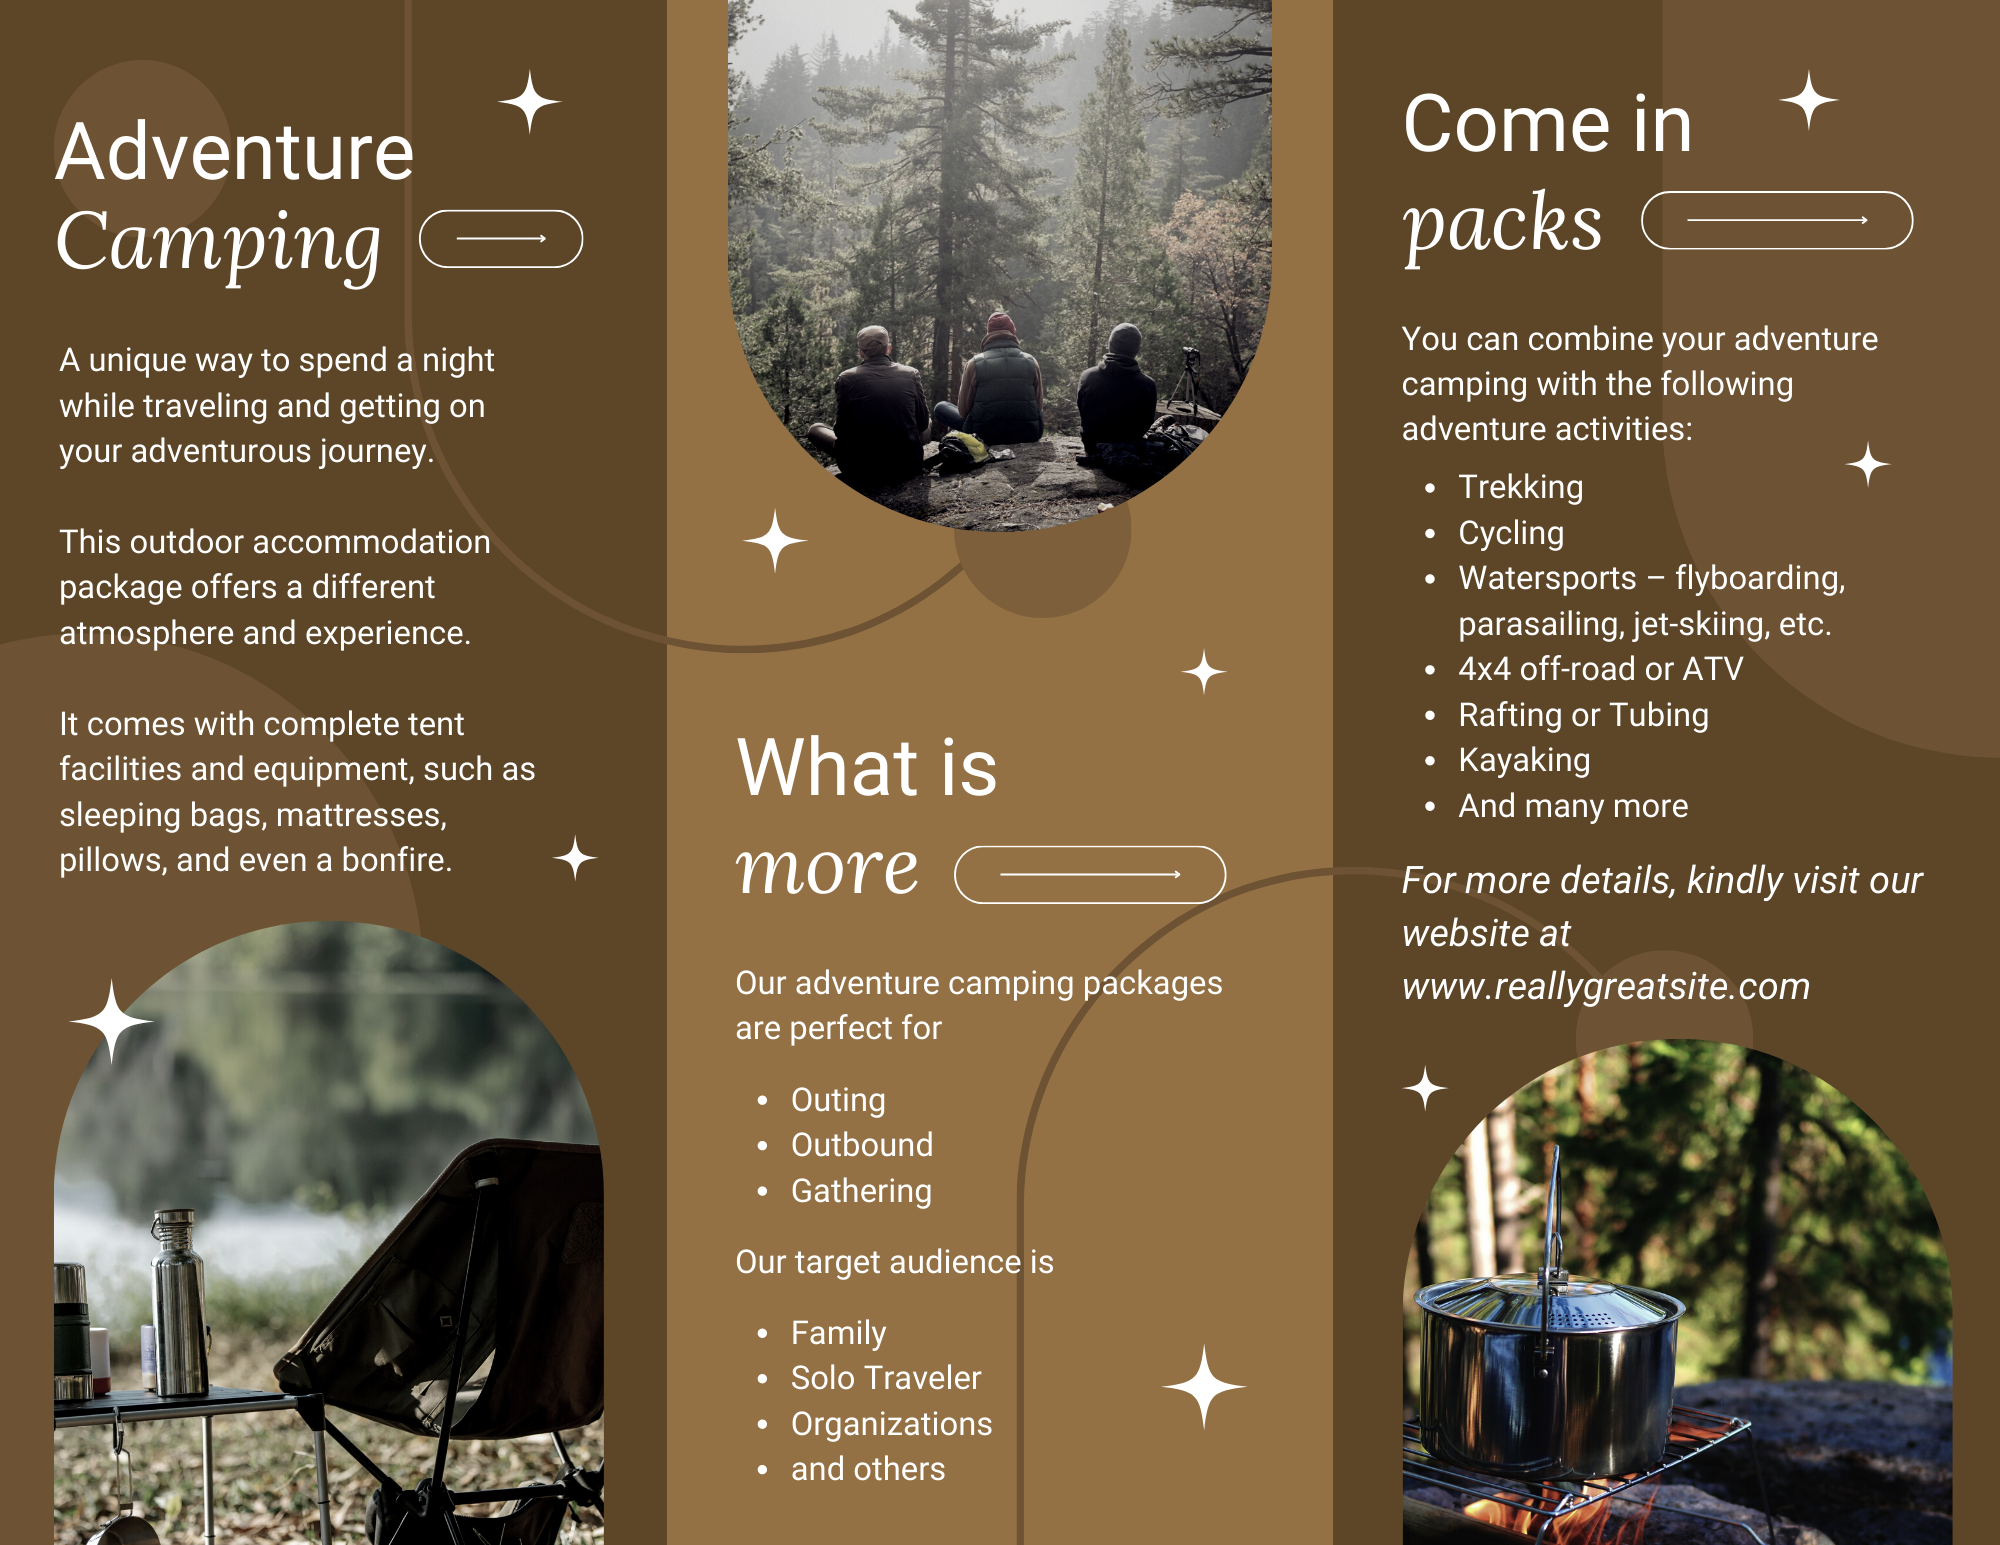 Adventure
Camping
A unique way to spend a night
while traveling and getting on
your adventurous journey.
This outdoor accommodation
package offers a different
atmosphere and experience.
It comes with complete tent
facilities and equipment, such as
sleeping bags, mattresses,
pillows, and even a bonfire.
What is
more
Our adventure camping packages
are perfect for
• Outing
• Outbound
• Gathering
Our target audience is
• Family
• Solo Traveler
• Organizations
• and others
Come in
packs
You can combine your adventure
camping with the following
adventure activities:
• Trekking
• Cycling
• Watersports – flyboarding,
parasailing, jet-skiing, etc.
• 4x4 off-road or ATV
• Rafting or Tubing
• Kayaking
• And many more
For more details, kindly visit our
website at
www.reallygreatsite.com